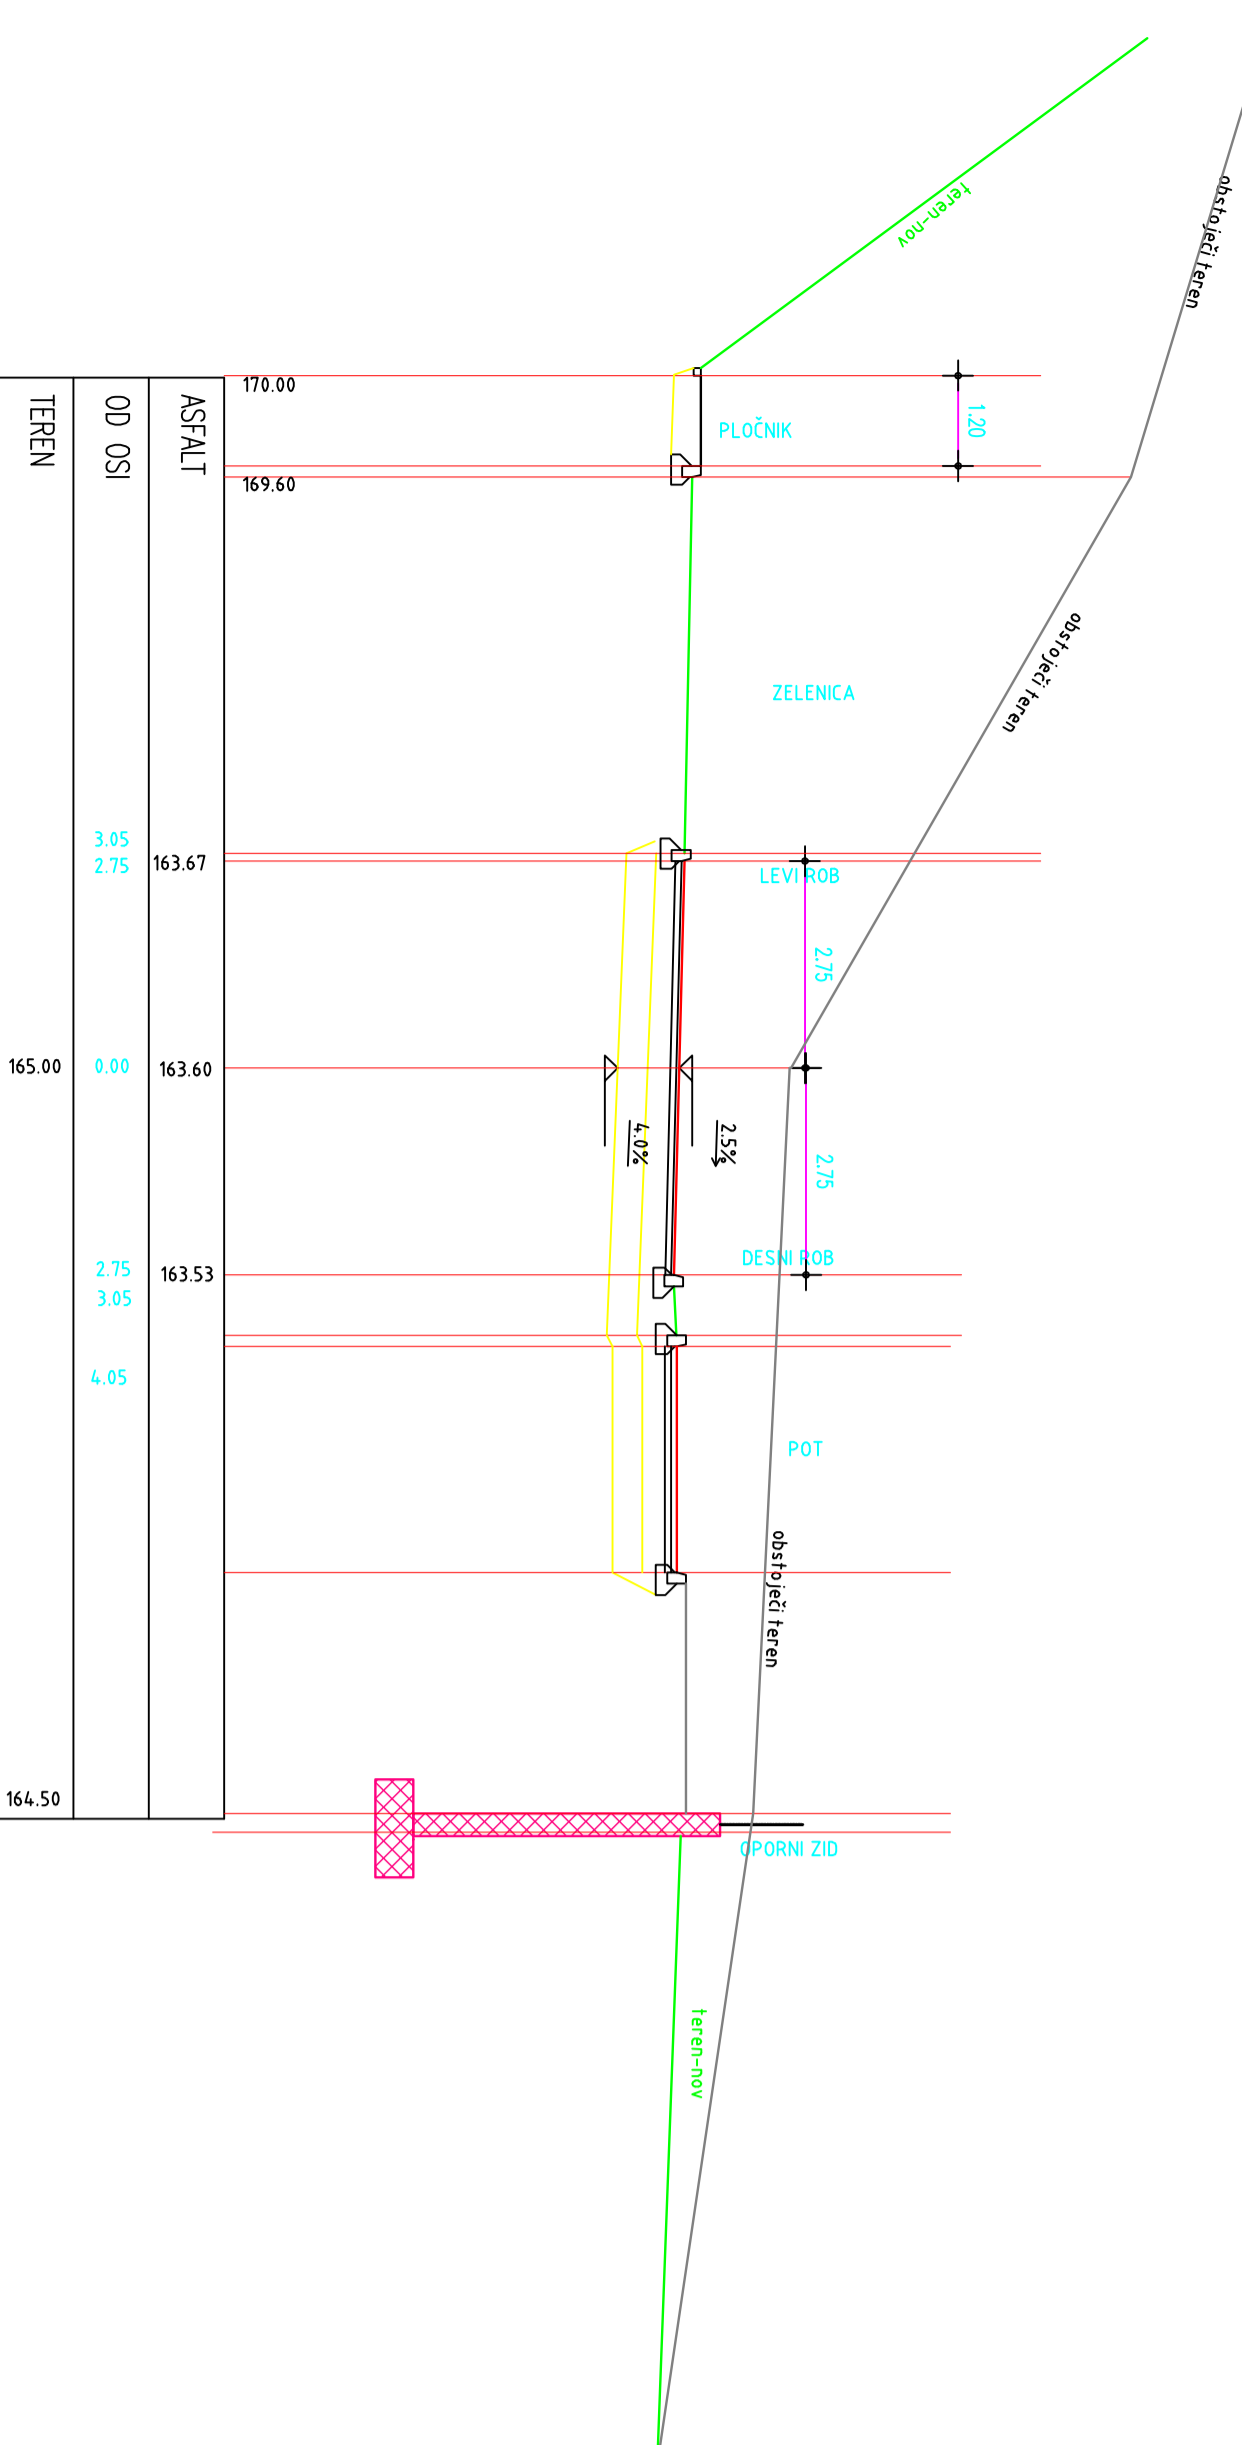 teren-nov
obstoječi teren
170.00
TEREN
OD OSI
ASFALT
PLOČNIK
1.20
169.60
obstoječi teren
ZELENICA
3.05
2.75
163.67
LEVI ROB
2.75
165.00
0.00
163.60
4.0%
2.5%
2.75
DESNI ROB
2.75
163.53
3.05
4.05
POT
obstoječi teren
164.50
OPORNI ZID
teren-nov